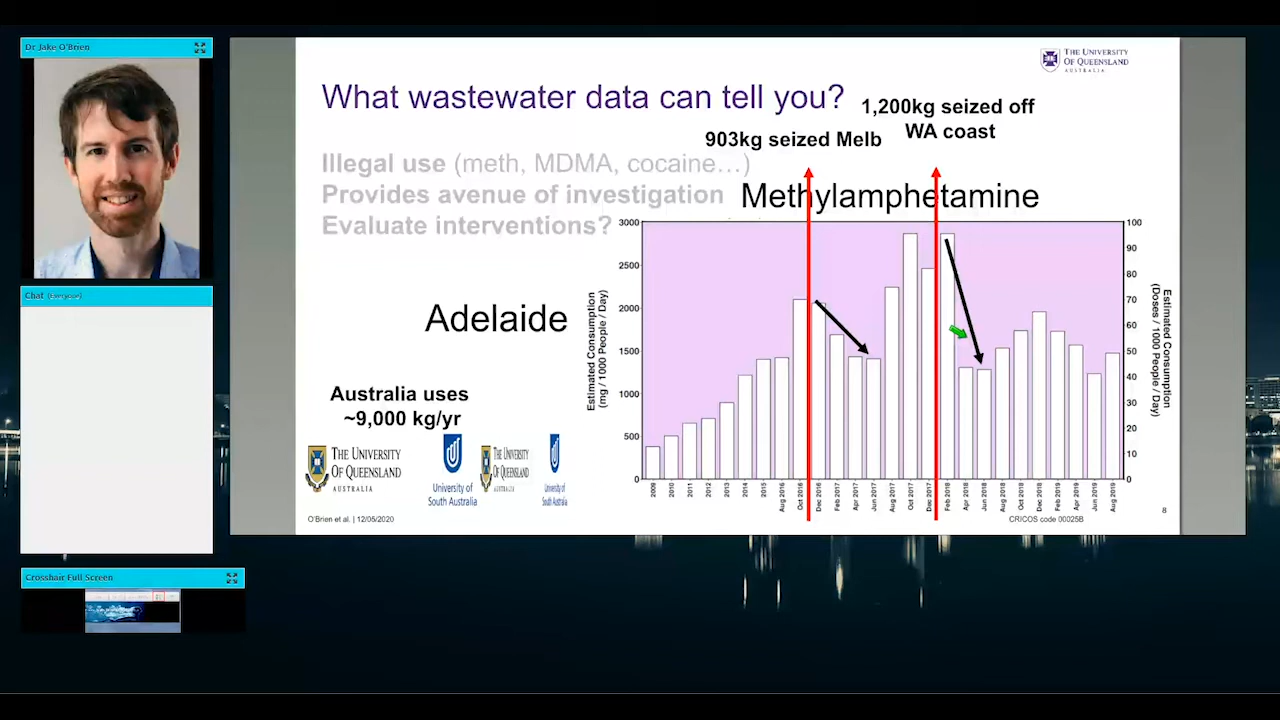 Dr Jake O'Brien
THE UNIVERSITY
OF QUEENSLAND
AUSTRALIA
What wastewater data can tell you?
1,200kg seized off
WA coast
903kg seized Melb
Illegal use (meth, MDMA, cocaine…)
Provides avenue of investigation
Evaluate interventions?
Methylamphetamine
Chat (Everyone)
Adelaide
Australia uses
~9,000 kg/yr
Estimated Consumption
(mg / 1000 People / Day)
3000
2500
2000
1500
1000
500
0
100
90
80
70
60
50
40
30
20
10
0
Estimated Consumption
(Doses / 1000 People / Day)
2009
2010
2011
2012
2013
2014
2015
Aug 2016
Oct 2016
Dec 2016
Feb 2017
Apr 2017
Jun 2017
Aug 2017
Oct 2017
Dec 2017
Feb 2018
Apr 2018
Jun 2018
Aug 2018
Oct 2018
Dec 2018
Feb 2019
Apr 2019
Jun 2019
Aug 2019
THE UNIVERSITY
OF QUEENSLAND
AUSTRALIA
University of
South Australia
THE UNIVERSITY
OF QUEENSLAND
AUSTRALIA
University of
South Australia
O'Brien et al. | 12/05/2020
CRICOS code 00025B
8
Crosshair Full Screen